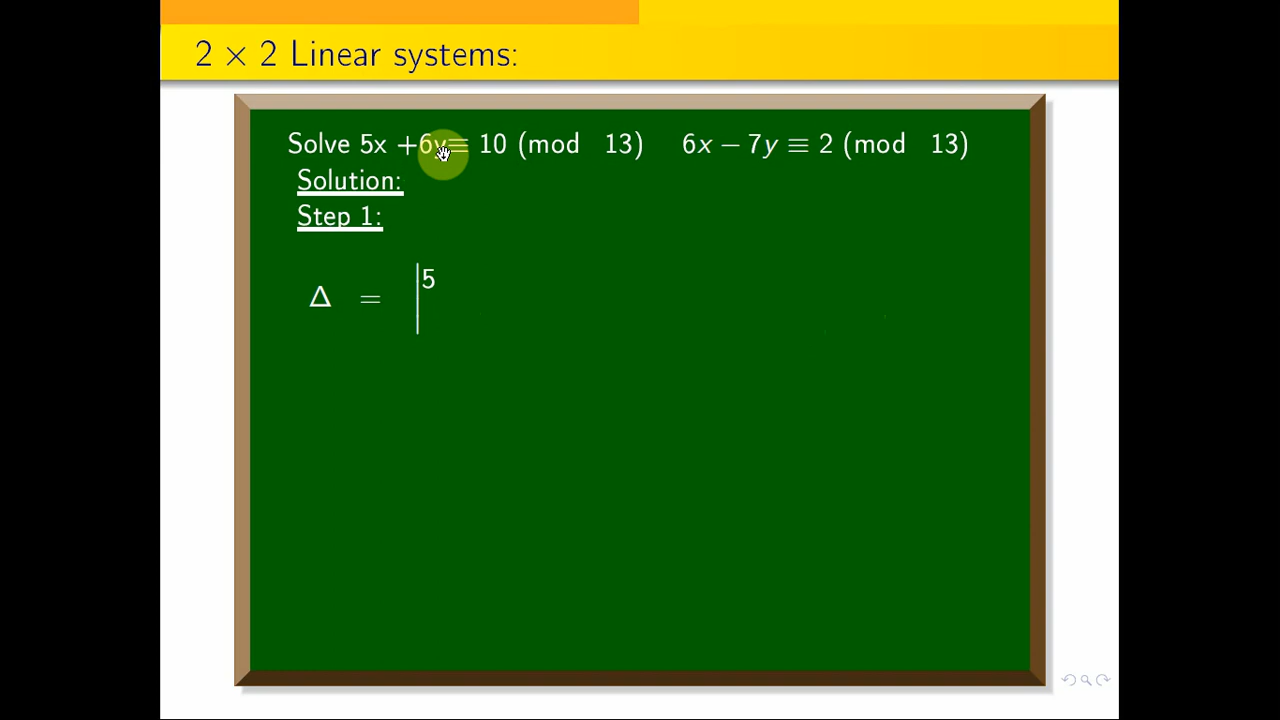 2 × 2 Linear systems:
Solve 5x +6y≡ 10 (mod 13) 6x − 7y ≡ 2 (mod 13)
Solution:
Step 1:
Δ = |5